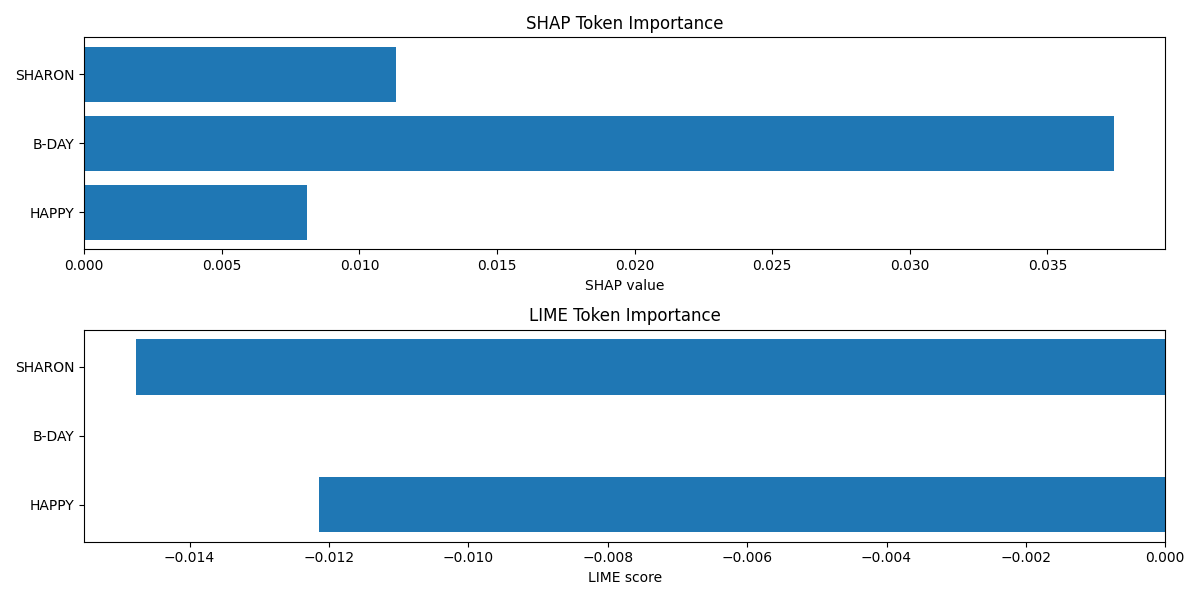 SHAP Token Importance
SHARON
B-DAY
HAPPY
0.000 0.005 0.010 0.015 0.020 0.025 0.030 0.035
SHAP value
LIME Token Importance
SHARON
B-DAY
HAPPY
−0.014 −0.012 −0.010 −0.008 −0.006 −0.004 −0.002 0.000
LIME score